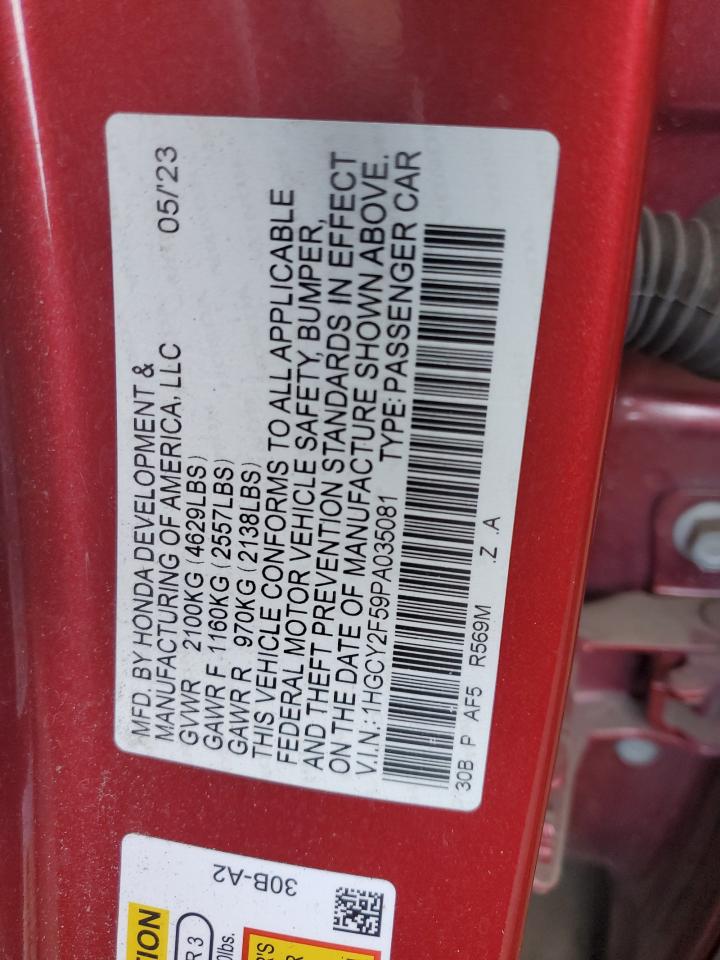 MFD. BY HONDA DEVELOPMENT &
MANUFACTURING OF AMERICA, LLC 05/'23
GVWR 2100KG (4629LBS)
GAWR F 1160KG (2557LBS)
GAWR R 970KG (2138LBS)
THIS VEHICLE CONFORMS TO ALL APPLICABLE
FEDERAL MOTOR VEHICLE SAFETY, BUMPER,
AND THEFT PREVENTION STANDARDS IN EFFECT
ON THE DATE OF MANUFACTURE SHOWN ABOVE.
V.I.N.: 1HGCY2F59PA035081 TYPE: PASSENGER CAR
30B P AF5 R569M .Z .A
30B-A2